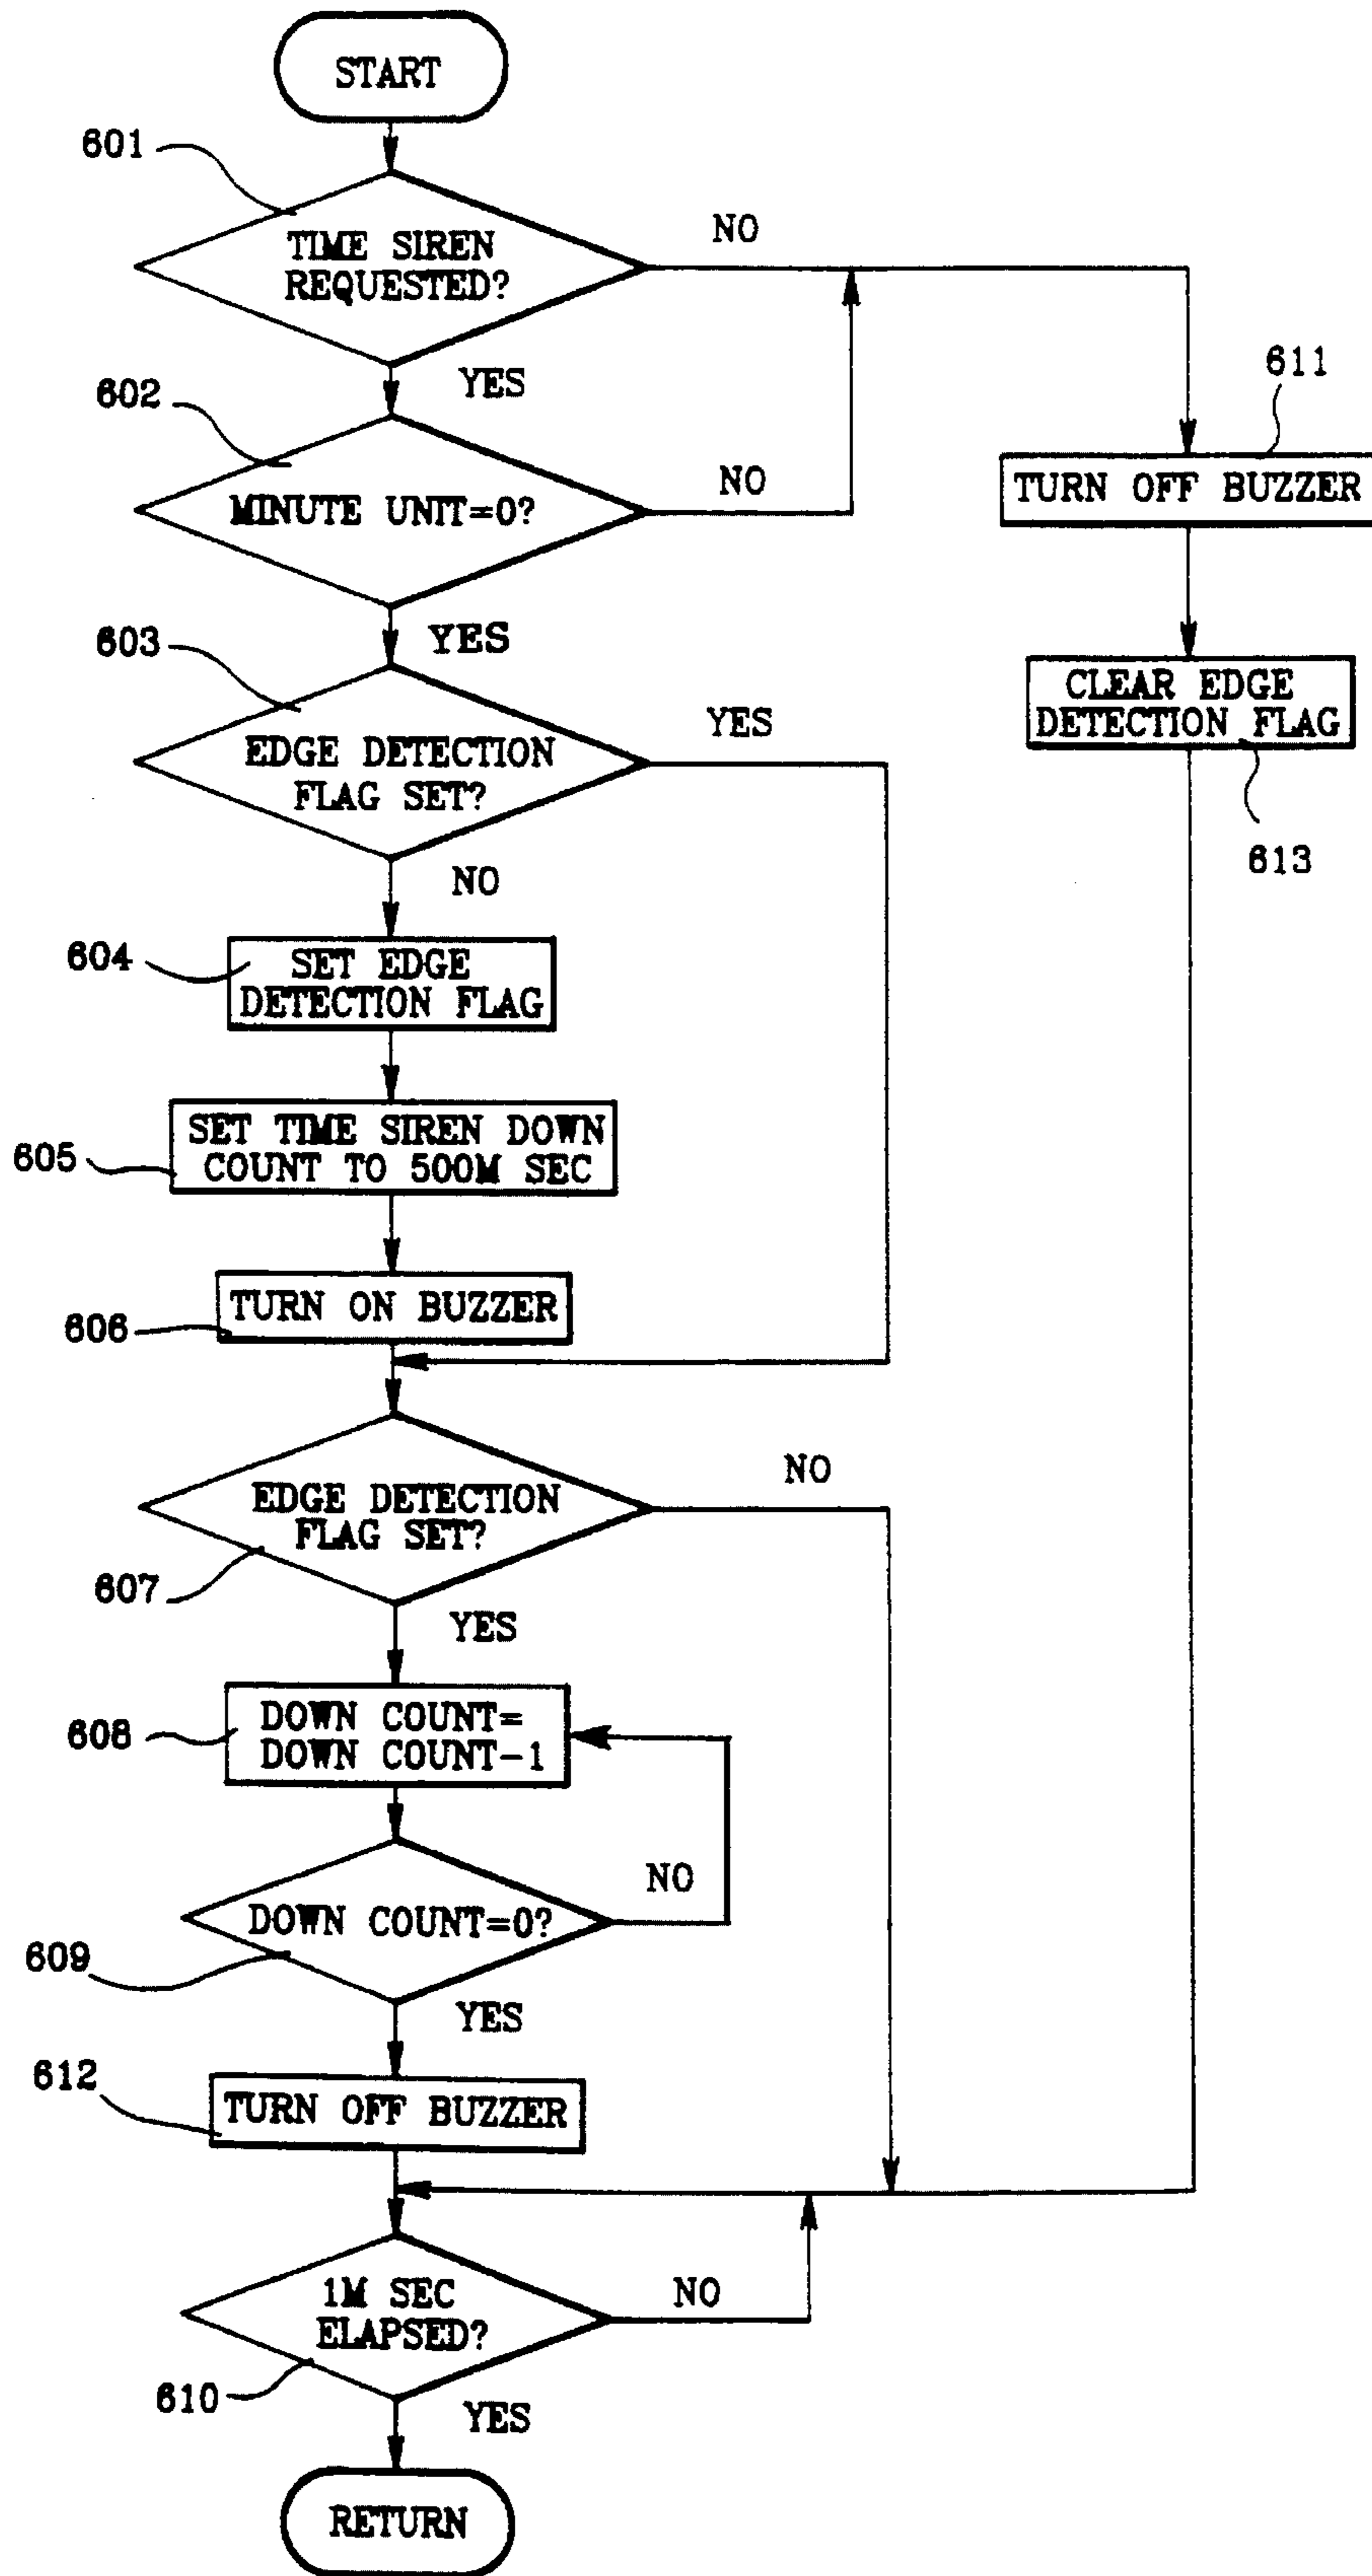 START
601
TIME SIREN
REQUESTED?
NO
YES
602
MINUTE UNIT=0?
NO
611
TURN OFF BUZZER
YES
603
EDGE DETECTION
FLAG SET?
YES
CLEAR EDGE
DETECTION FLAG
613
NO
604
SET EDGE
DETECTION FLAG
605
SET TIME SIREN DOWN
COUNT TO 500M SEC
606
TURN ON BUZZER
EDGE DETECTION
FLAG SET?
NO
607
YES
608
DOWN COUNT=
DOWN COUNT-1
DOWN COUNT=0?
NO
609
YES
612
TURN OFF BUZZER
1M SEC
ELAPSED?
NO
610
YES
RETURN